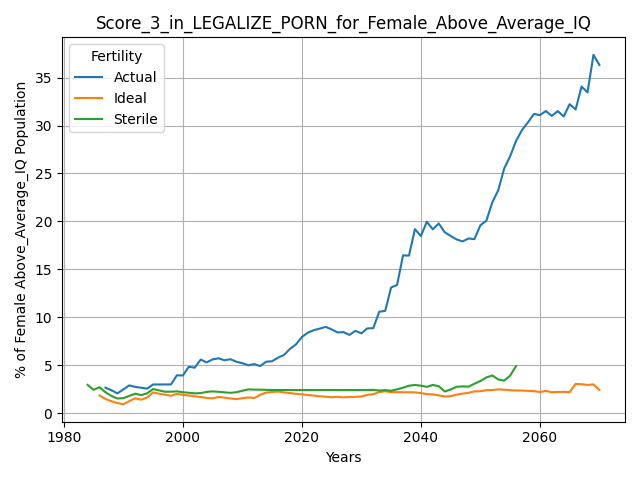 Score_3_in_LEGALIZE_PORN_for_Female_Above_Average_IQ
Fertility
Actual
Ideal
Sterile
% of Female Above_Average_IQ Population
35
30
25
20
15
10
5
0
1980
2000
2020
2040
2060
Years